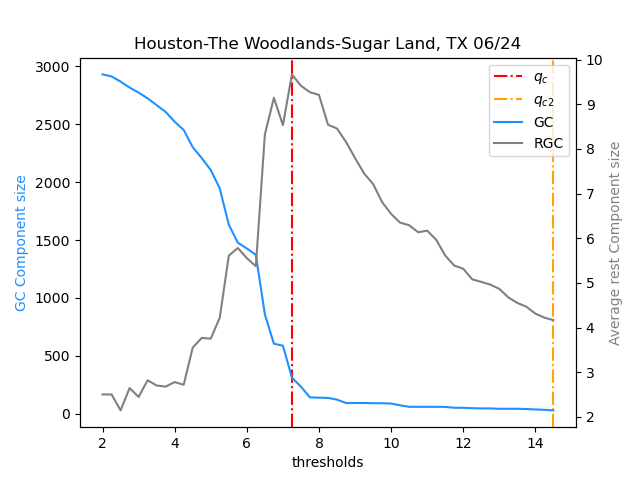 Houston-The Woodlands-Sugar Land, TX 06/24
GC Component size
3000
2500
2000
1500
1000
500
0
2
4
6
8
10
12
14
thresholds
10
9
8
7
6
5
4
3
2
Average rest Component size
q_c
q_{c2}
GC
RGC